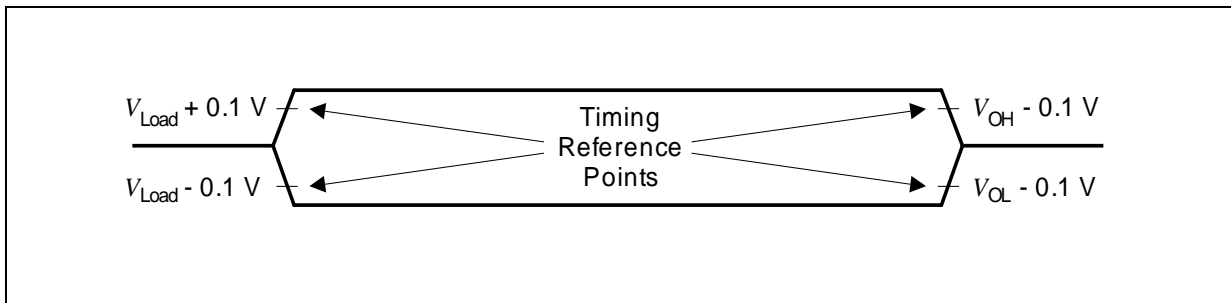 V_Load + 0.1 V
V_Load - 0.1 V
Timing
Reference
Points
V_OH - 0.1 V
V_OL - 0.1 V